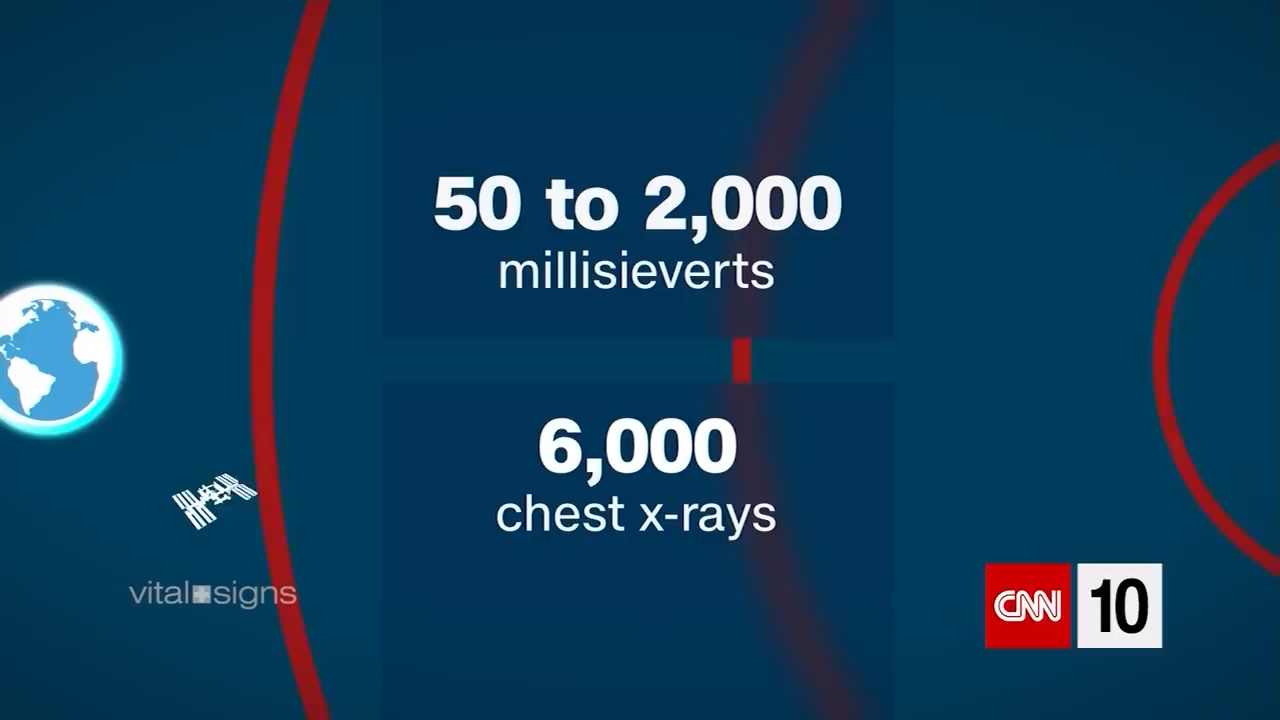 50 to 2,000
millisieverts
6,000
chest x-rays
vital signs
CNN 10